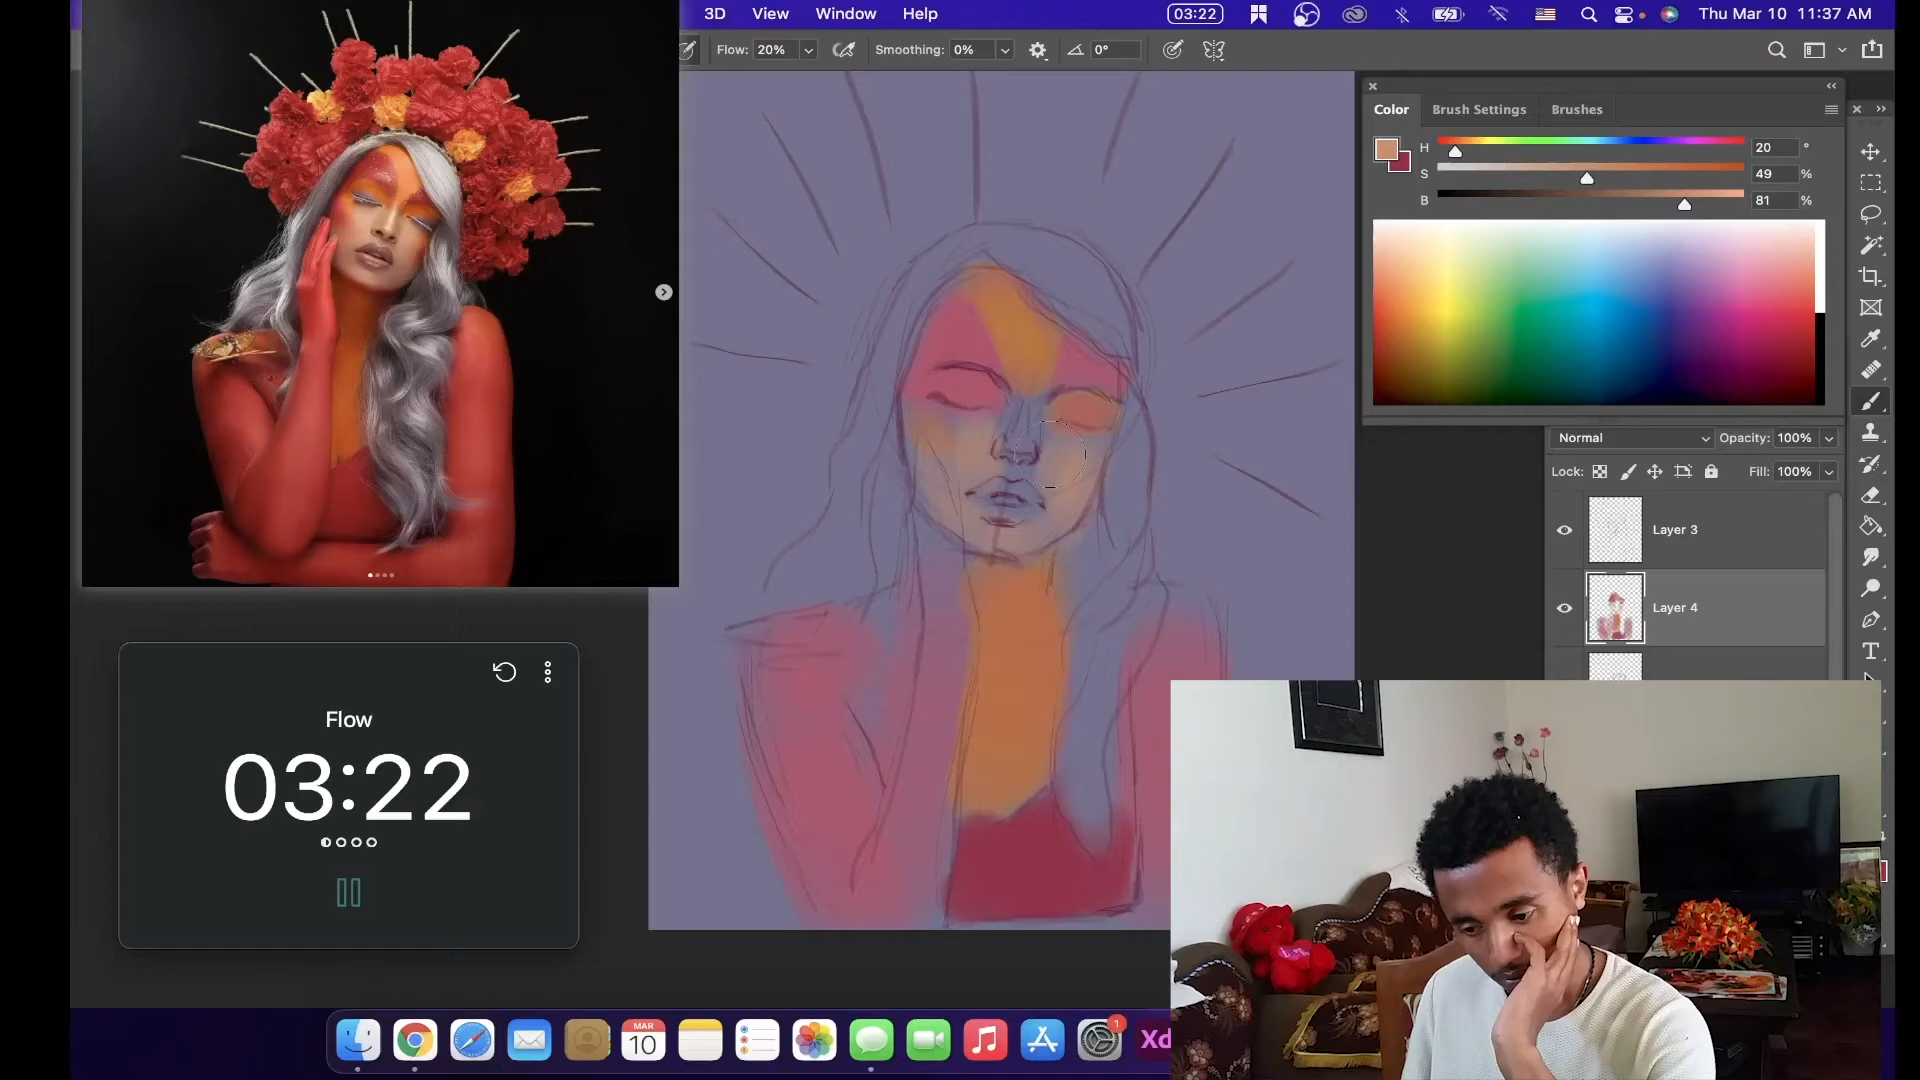 3D View Window Help 03:22 Thu Mar 10 11:37 AM
Flow: 20% Smoothing: 0% 0°
Color Brush Settings Brushes
H 20 °
S 49 %
B 81 %
Normal Opacity: 100%
Lock: Fill: 100%
Layer 3
Layer 4
T
Flow
03:22
MAR
10
1
Xd